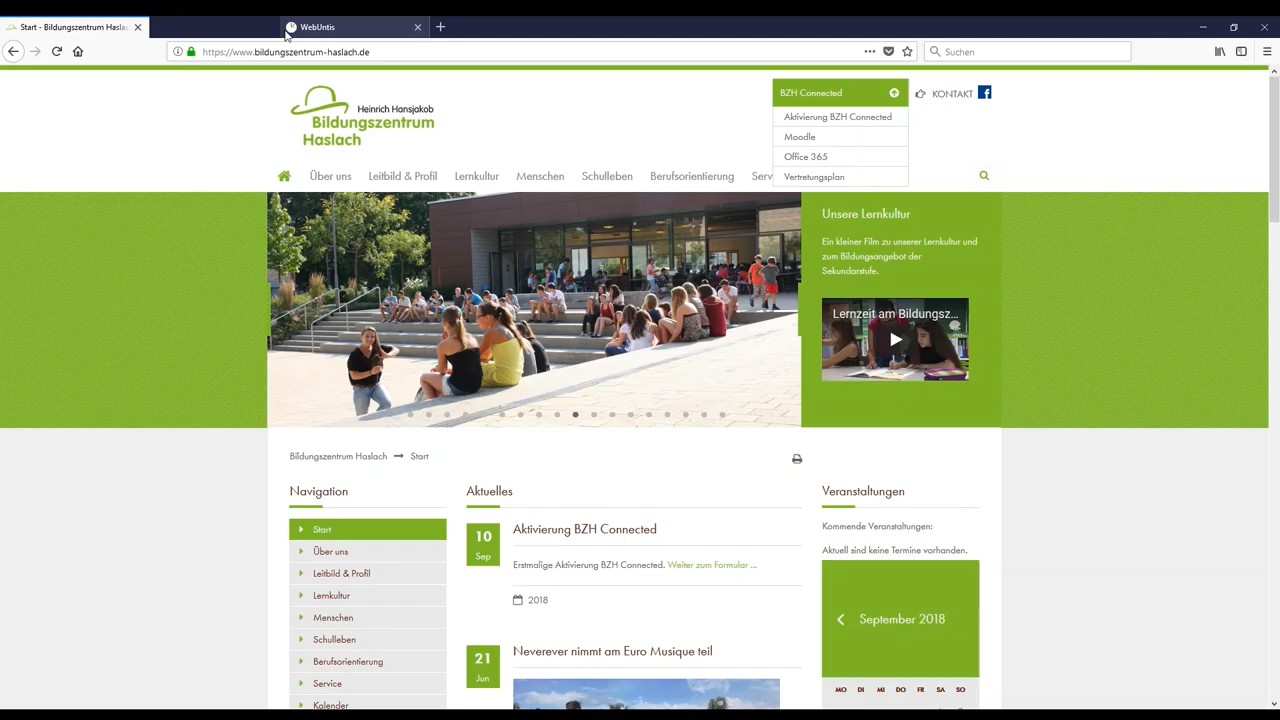 Start - Bildungszentrum Hasla
WebUntis
https://www.bildungszentrum-haslach.de
Suchen
Heinrich Hansjakob
Bildungszentrum
Haslach
BZH Connected
KONTAKT
Aktivierung BZH Connected
Moodle
Office 365
Vertretungsplan
Über uns
Leitbild & Profil
Lernkultur
Menschen
Schulleben
Berufsorientierung
Serv
Unsere Lernkultur
Ein kleiner Film zu unserer Lernkultur und
zum Bildungsangebot der
Sekundarstufe.
Lernzeit am Bildungsz...
Bildungszentrum Haslach
Start
Navigation
Start
Über uns
Leitbild & Profil
Lernkultur
Menschen
Schulleben
Berufsorientierung
Service
Kalender
Aktuelles
10
Sep
Aktivierung BZH Connected
Erstmalige Aktivierung BZH Connected. Weiter zum Formular ...
2018
21
Jun
Neverever nimmt am Euro Musique teil
Veranstaltungen
Kommende Veranstaltungen:
Aktuell sind keine Termine vorhanden.
September 2018
MO DI MI DO FR SA SO